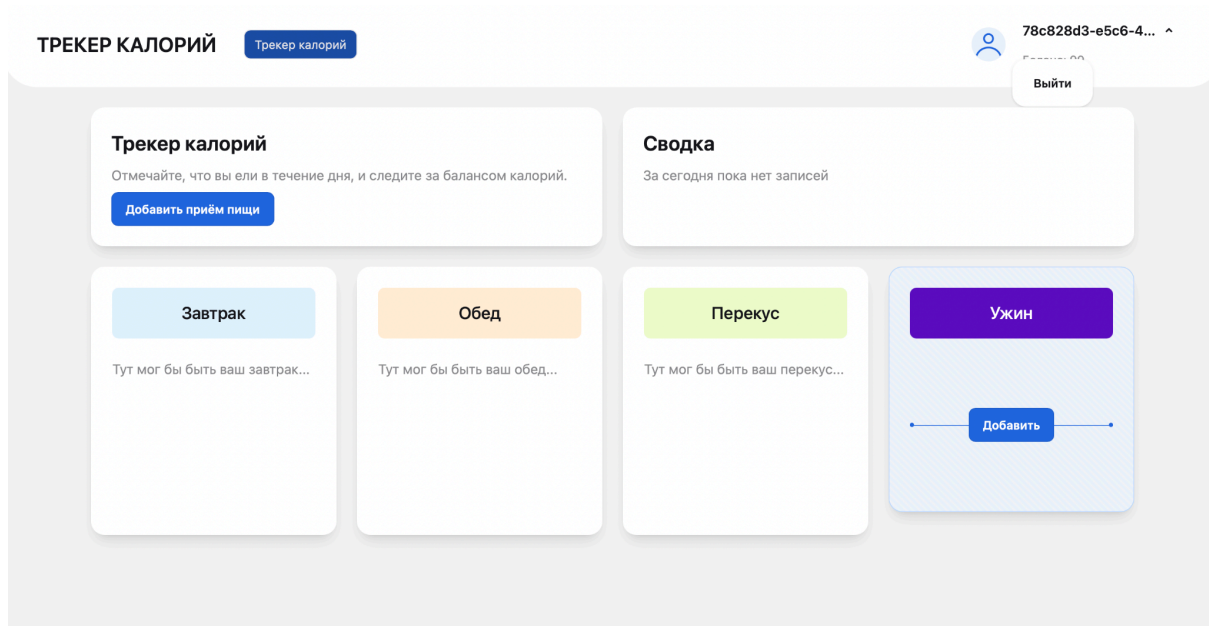 ТРЕКЕР КАЛОРИЙ
Трекер калорий
78c828d3-e5c6-4...
Выйти
Трекер калорий
Отмечайте, что вы ели в течение дня, и следите за балансом калорий.
Добавить приём пищи
Сводка
За сегодня пока нет записей
Завтрак
Тут мог бы быть ваш завтрак...
Обед
Тут мог бы быть ваш обед...
Перекус
Тут мог бы быть ваш перекус...
Ужин
Добавить